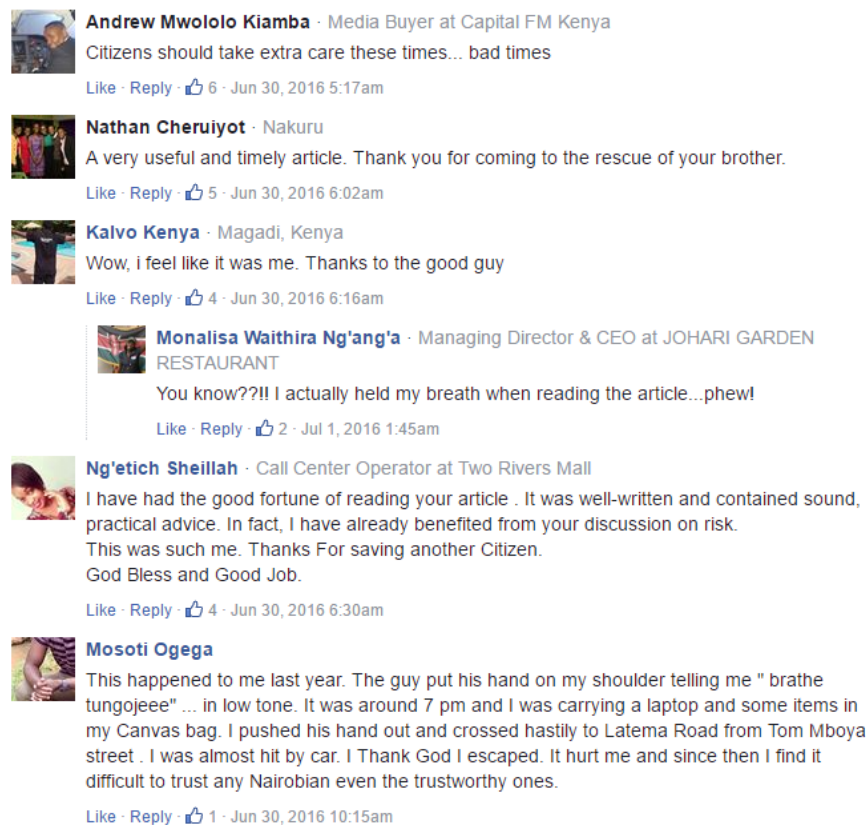 Andrew Mwololo Kiamba · Media Buyer at Capital FM Kenya
Citizens should take extra care these times... bad times
Like · Reply · 6 · Jun 30, 2016 5:17am
Nathan Cheruiyot · Nakuru
A very useful and timely article. Thank you for coming to the rescue of your brother.
Like · Reply · 5 · Jun 30, 2016 6:02am
Kalvo Kenya · Magadi, Kenya
Wow, i feel like it was me. Thanks to the good guy
Like · Reply · 4 · Jun 30, 2016 6:16am
Monalisa Waithira Ng'ang'a · Managing Director & CEO at JOHARI GARDEN
RESTAURANT
You know??!! I actually held my breath when reading the article...phew!
Like · Reply · 2 · Jul 1, 2016 1:45am
Ng'etich Sheillah · Call Center Operator at Two Rivers Mall
I have had the good fortune of reading your article . It was well-written and contained sound,
practical advice. In fact, I have already benefited from your discussion on risk.
This was such me. Thanks For saving another Citizen.
God Bless and Good Job.
Like · Reply · 4 · Jun 30, 2016 6:30am
Mosoti Ogega
This happened to me last year. The guy put his hand on my shoulder telling me " brathe
tungojeee" ... in low tone. It was around 7 pm and I was carrying a laptop and some items in
my Canvas bag. I pushed his hand out and crossed hastily to Latema Road from Tom Mboya
street . I was almost hit by car. I Thank God I escaped. It hurt me and since then I find it
difficult to trust any Nairobian even the trustworthy ones.
Like · Reply · 1 · Jun 30, 2016 10:15am